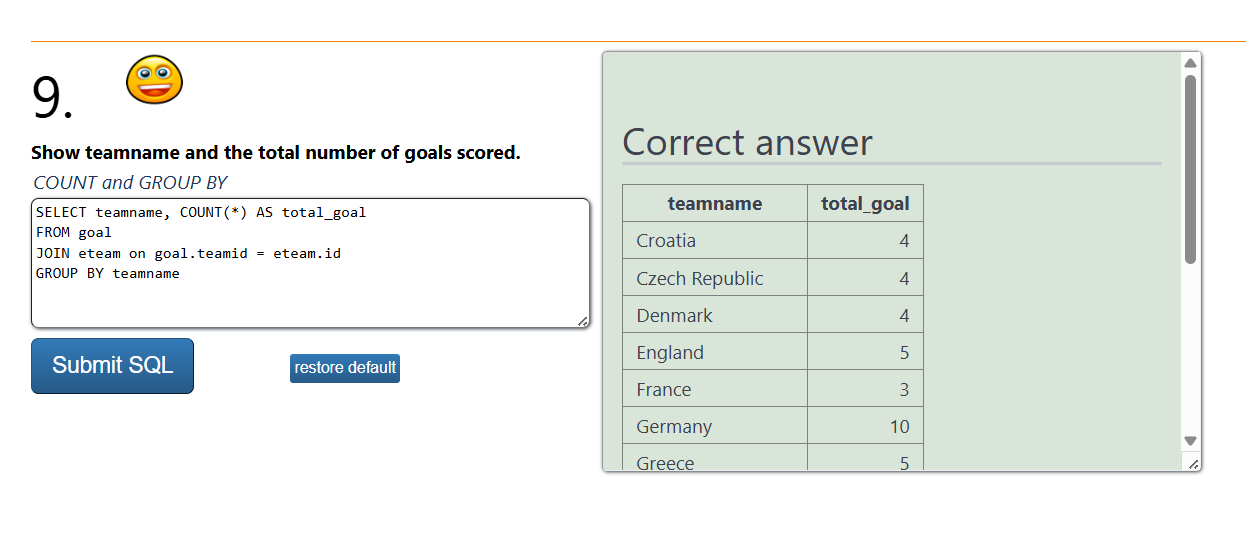 9.
Show teamname and the total number of goals scored.
COUNT and GROUP BY
SELECT teamname, COUNT(*) AS total_goal
FROM goal
JOIN eteam on goal.teamid = eteam.id
GROUP BY teamname
Submit SQL
restore default
Correct answer
teamname total_goal
Croatia 4
Czech Republic 4
Denmark 4
England 5
France 3
Germany 10
Greece 5